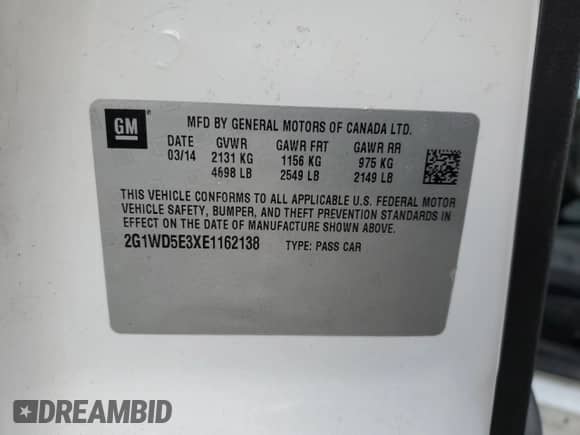 GM
MFD BY GENERAL MOTORS OF CANADA LTD.
DATE GVWR GAWR FRT GAWR RR
03/14 2131 KG 1156 KG 975 KG
4698 LB 2549 LB 2149 LB
THIS VEHICLE CONFORMS TO ALL APPLICABLE U.S. FEDERAL MOTOR
VEHICLE SAFETY, BUMPER, AND THEFT PREVENTION STANDARDS IN
EFFECT ON THE DATE OF MANUFACTURE SHOWN ABOVE.
2G1WD5E3XE1162138 TYPE: PASS CAR
DREAMBID